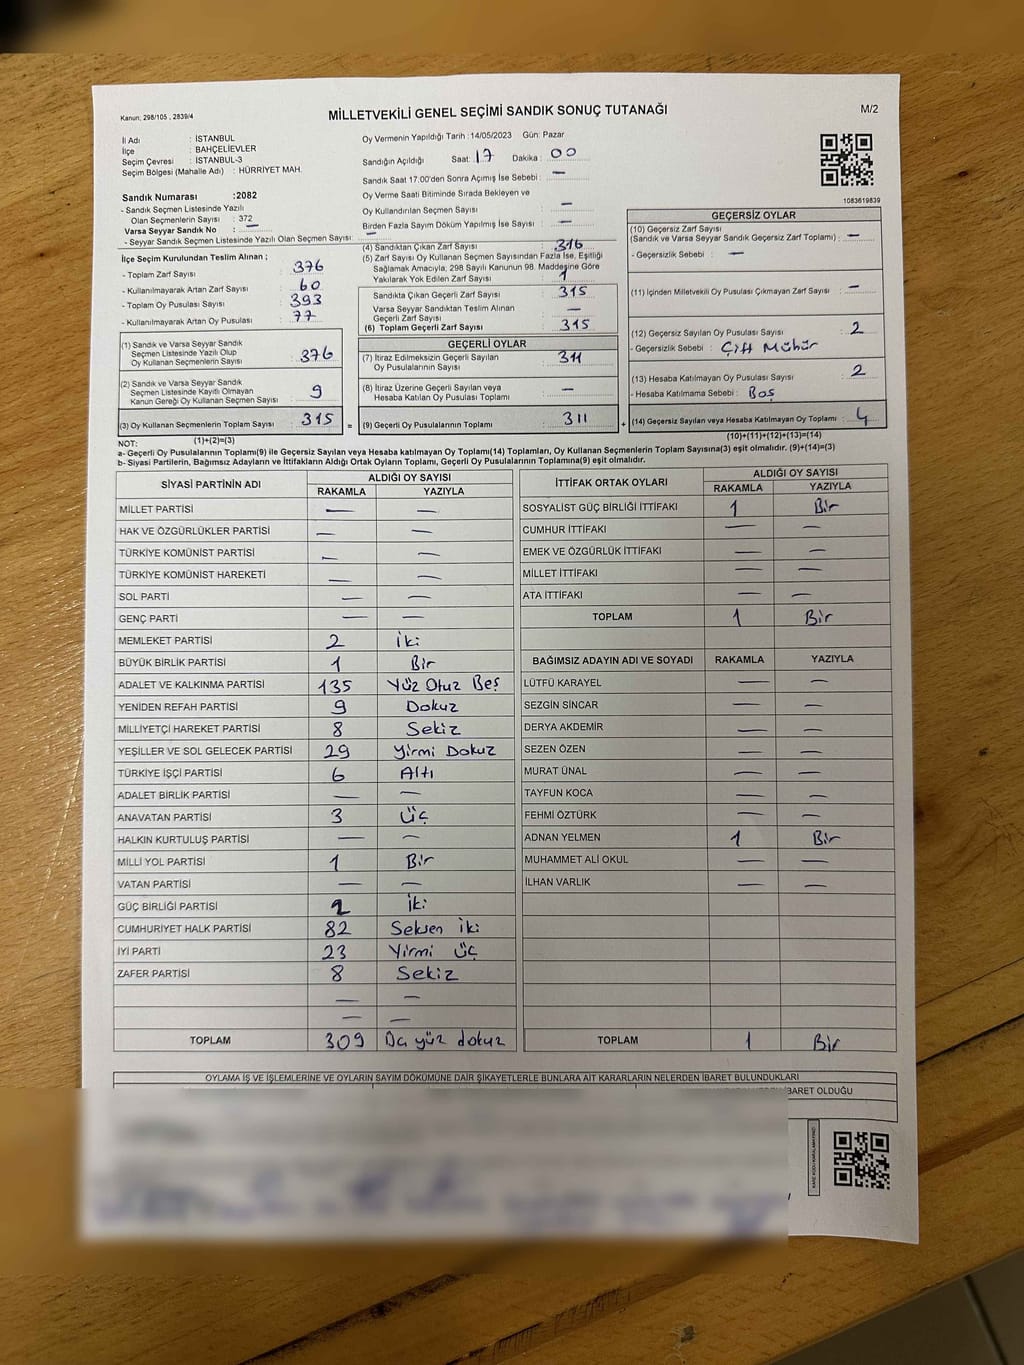 Kanun; 298/105 , 2839/4
MİLLETVEKİLİ GENEL SEÇİMİ SANDIK SONUÇ TUTANAĞI
M/2
İl Adı : İSTANBUL
İlçe : BAHÇELİEVLER
Seçim Çevresi : İSTANBUL-3
Seçim Bölgesi (Mahalle Adı) : HÜRRİYET MAH.
Sandık Numarası :2082
- Sandık Seçmen Listesinde Yazılı
Olan Seçmenlerin Sayısı : 372
Varsa Seyyar Sandık No : —
- Seyyar Sandık Seçmen Listesinde Yazılı Olan Seçmen Sayısı: —
İlçe Seçim Kurulundan Teslim Alınan ;
- Toplam Zarf Sayısı : 376
- Kullanılmayarak Artan Zarf Sayısı : 60
- Toplam Oy Pusulası Sayısı : 393
- Kullanılmayarak Artan Oy Pusulası : 77
(1) Sandık ve Varsa Seyyar Sandık
Seçmen Listesinde Yazılı Olup
Oy Kullanan Seçmenlerin Sayısı : 376
(2) Sandık ve Varsa Seyyar Sandık
Seçmen Listesinde Kayıtlı Olmayan
Kanun Gereği Oy Kullanan Seçmen Sayısı : 9
(3) Oy Kullanan Seçmenlerin Toplam Sayısı : 315
(1)+(2)=(3)
Oy Vermenin Yapıldığı Tarih :14/05/2023 Gün: Pazar
Sandığın Açıldığı Saat: 17 Dakika : 00
Sandık Saat 17:00'den Sonra Açımış İse Sebebi : —
Oy Verme Saati Bitiminde Sırada Bekleyen ve
Oy Kullandırılan Seçmen Sayısı : —
Birden Fazla Sayım Döküm Yapılmış İse Sayısı : —
(4) Sandıktan Çıkan Zarf Sayısı : 316
(5) Zarf Sayısı Oy Kullanan Seçmen Sayısından Fazla İse, Eşitliği
Sağlamak Amacıyla; 298 Sayılı Kanunun 98. Maddesine Göre
Yakılarak Yok Edilen Zarf Sayısı : 1
Sandıkta Çıkan Geçerli Zarf Sayısı : 315
Varsa Seyyar Sandıktan Teslim Alınan
Geçerli Zarf Sayısı : —
(6) Toplam Geçerli Zarf Sayısı : 315
GEÇERLİ OYLAR
(7) İtiraz Edilmeksizin Geçerli Sayılan
Oy Pusulalarının Sayısı : 311
(8) İtiraz Üzerine Geçerli Sayılan veya
Hesaba Katılan Oy Pusulası Toplamı : —
= (9) Geçerli Oy Pusulalarının Toplamı : 311 +
1083619839
GEÇERSİZ OYLAR
(10) Geçersiz Zarf Sayısı
(Sandık ve Varsa Seyyar Sandık Geçersiz Zarf Toplamı) : —
- Geçersizlik Sebebi : —
(11) İçinden Milletvekili Oy Pusulası Çıkmayan Zarf Sayısı : —
(12) Geçersiz Sayılan Oy Pusulası Sayısı : 2
- Geçersizlik Sebebi : Çift Mühür
(13) Hesaba Katılmayan Oy Pusulası Sayısı : 2
- Hesaba Katılmama Sebebi : Boş
(14) Geçersiz Sayılan veya Hesaba Katılmayan Oy Toplamı : 4
(10)+(11)+(12)+(13)=(14)
NOT:
a- Geçerli Oy Pusulalarının Toplamı(9) ile Geçersiz Sayılan veya Hesaba katılmayan Oy Toplamı(14) Toplamları, Oy Kullanan Seçmenlerin Toplam Sayısına(3) eşit olmalıdır. (9)+(14)=(3)
b- Siyasi Partilerin, Bağımsız Adayların ve İttifakların Aldığı Ortak Oyların Toplamı, Geçerli Oy Pusulalarının Toplamına(9) eşit olmalıdır.
SİYASİ PARTİNİN ADI ALDIĞI OY SAYISI
RAKAMLA YAZIYLA
MİLLET PARTİSİ — —
HAK VE ÖZGÜRLÜKLER PARTİSİ — —
TÜRKİYE KOMÜNİST PARTİSİ — —
TÜRKİYE KOMÜNİST HAREKETİ — —
SOL PARTİ — —
GENÇ PARTİ — —
MEMLEKET PARTİSİ 2 İki
BÜYÜK BİRLİK PARTİSİ 1 Bir
ADALET VE KALKINMA PARTİSİ 135 Yüz Otuz Beş
YENİDEN REFAH PARTİSİ 9 Dokuz
MİLLİYETÇİ HAREKET PARTİSİ 8 Sekiz
YEŞİLLER VE SOL GELECEK PARTİSİ 29 Yirmi Dokuz
TÜRKİYE İŞÇİ PARTİSİ 6 Altı
ADALET BİRLİK PARTİSİ — —
ANAVATAN PARTİSİ 3 Üç
HALKIN KURTULUŞ PARTİSİ — —
MİLLİ YOL PARTİSİ 1 Bir
VATAN PARTİSİ — —
GÜÇ BİRLİĞİ PARTİSİ 2 İki
CUMHURİYET HALK PARTİSİ 82 Seksen İki
İYİ PARTİ 23 Yirmi üç
ZAFER PARTİSİ 8 Sekiz
— —
— —
TOPLAM 309 yüz dokuz
İTTİFAK ORTAK OYLARI ALDIĞI OY SAYISI
RAKAMLA YAZIYLA
SOSYALİST GÜÇ BİRLİĞİ İTTİFAKI 1 Bir
CUMHUR İTTİFAKI — —
EMEK VE ÖZGÜRLÜK İTTİFAKI — —
MİLLET İTTİFAKI — —
ATA İTTİFAKI — —
TOPLAM 1 Bir
BAĞIMSIZ ADAYIN ADI VE SOYADI RAKAMLA YAZIYLA
LÜTFÜ KARAYEL — —
SEZGİN SİNCAR — —
DERYA AKDEMİR — —
SEZEN ÖZEN — —
MURAT ÜNAL — —
TAYFUN KOCA — —
FEHMİ ÖZTÜRK — —
ADNAN YELMEN 1 Bir
MUHAMMET ALİ OKUL — —
İLHAN VARLIK — —
TOPLAM 1 Bir
OYLAMA İŞ VE İŞLEMLERİNE VE OYLARIN SAYIM DÖKÜMÜNE DAİR ŞİKAYETLERLE BUNLARA AİT KARARLARIN NELERDEN İBARET BULUNDUKLARI
İBARET OLDUĞU